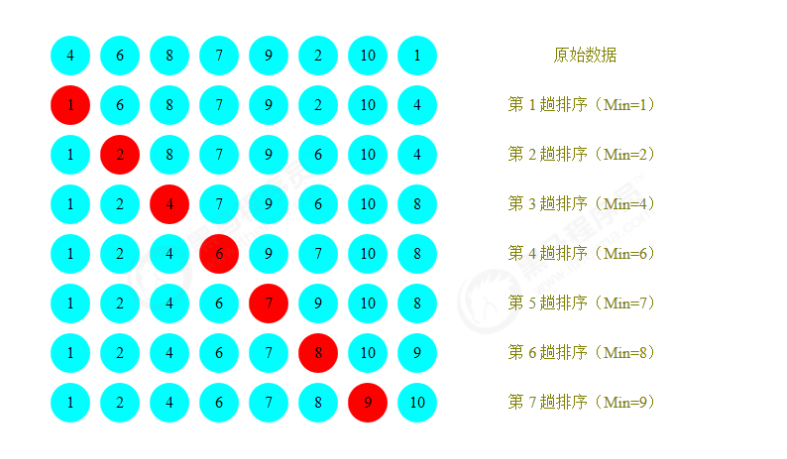 4 6 8 7 9 2 10 1 原始数据
1 6 8 7 9 2 10 4 第 1 趟排序（Min=1）
1 2 8 7 9 6 10 4 第 2 趟排序（Min=2）
1 2 4 7 9 6 10 8 第 3 趟排序（Min=4）
1 2 4 6 9 7 10 8 第 4 趟排序（Min=6）
1 2 4 6 7 9 10 8 第 5 趟排序（Min=7）
1 2 4 6 7 8 10 9 第 6 趟排序（Min=8）
1 2 4 6 7 8 9 10 第 7 趟排序（Min=9）